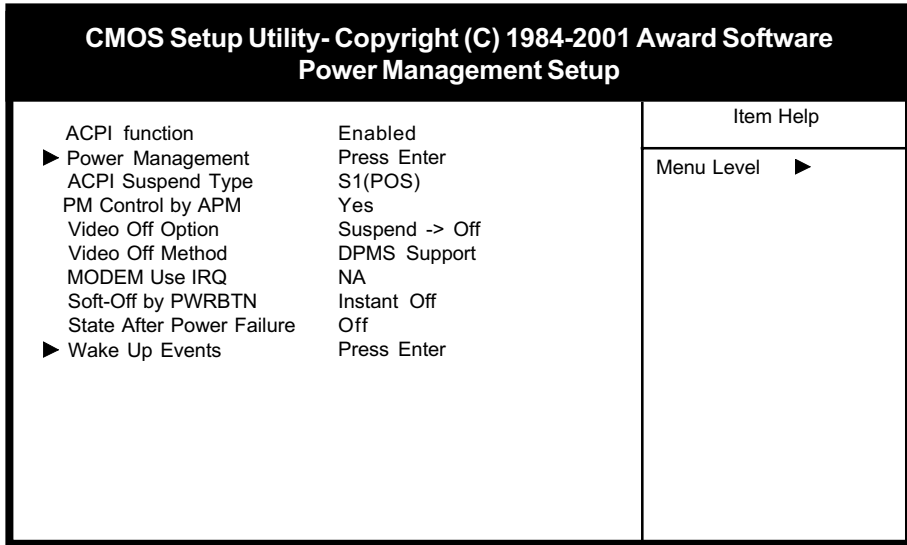 CMOS Setup Utility- Copyright (C) 1984-2001 Award Software
Power Management Setup
ACPI function Enabled
▶ Power Management Press Enter
ACPI Suspend Type S1(POS)
PM Control by APM Yes
Video Off Option Suspend -> Off
Video Off Method DPMS Support
MODEM Use IRQ NA
Soft-Off by PWRBTN Instant Off
State After Power Failure Off
▶ Wake Up Events Press Enter
Item Help
Menu Level ▶